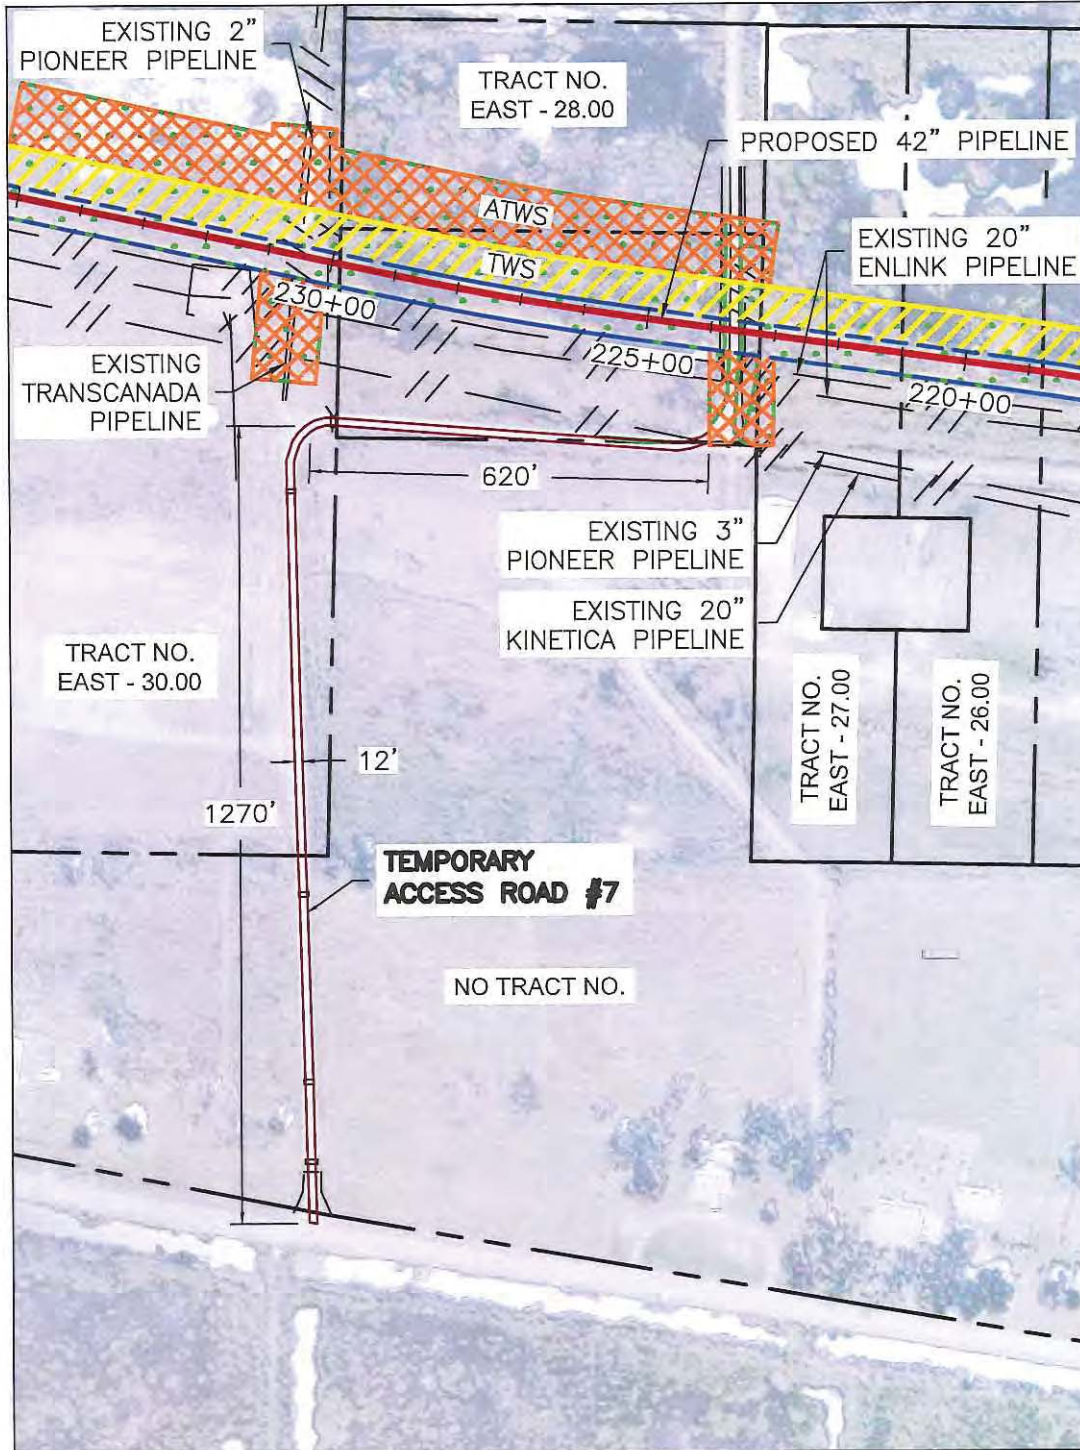 EXISTING 2"
PIONEER PIPELINE
TRACT NO.
EAST - 28.00
PROPOSED 42" PIPELINE
ATWS
EXISTING 20"
ENLINK PIPELINE
TWS
230+00
225+00
220+00
EXISTING
TRANSCANADA
PIPELINE
620'
EXISTING 3"
PIONEER PIPELINE
EXISTING 20"
KINETICA PIPELINE
TRACT NO.
EAST - 30.00
TRACT NO.
EAST - 27.00
TRACT NO.
EAST - 26.00
12'
1270'
TEMPORARY
ACCESS ROAD #7
NO TRACT NO.